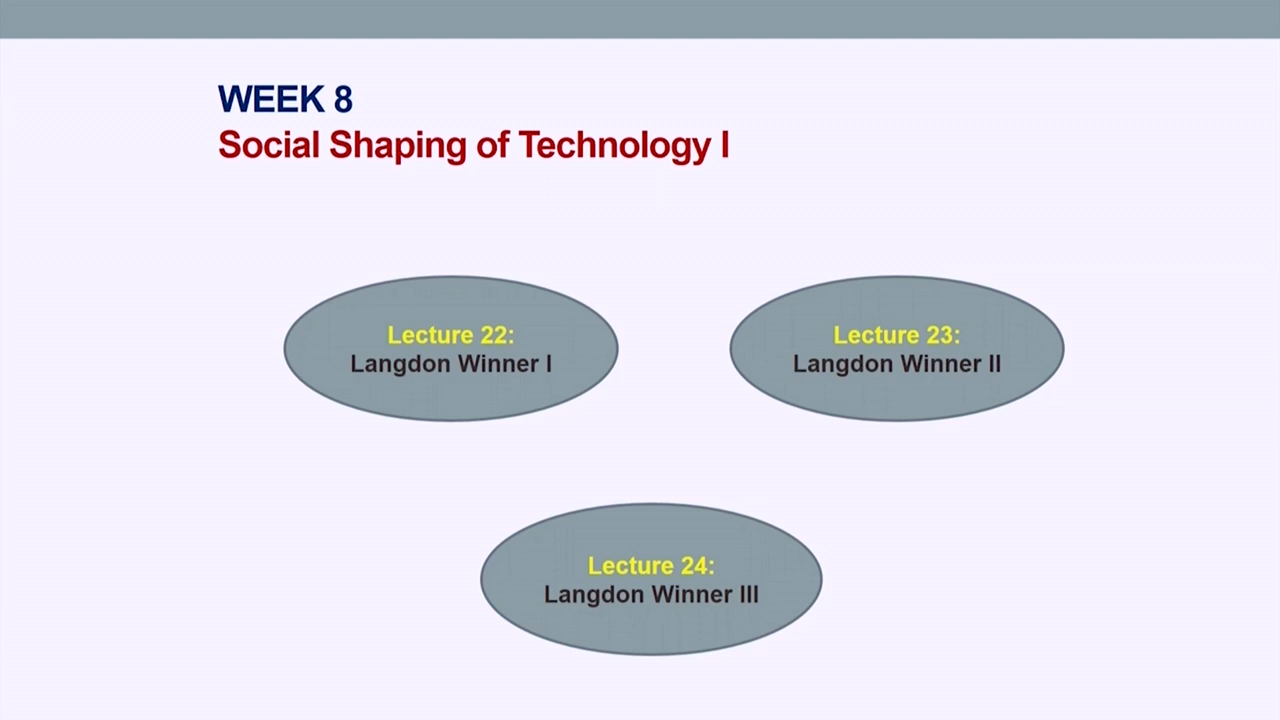 WEEK 8
Social Shaping of Technology I
Lecture 22:
Langdon Winner I
Lecture 23:
Langdon Winner II
Lecture 24:
Langdon Winner III